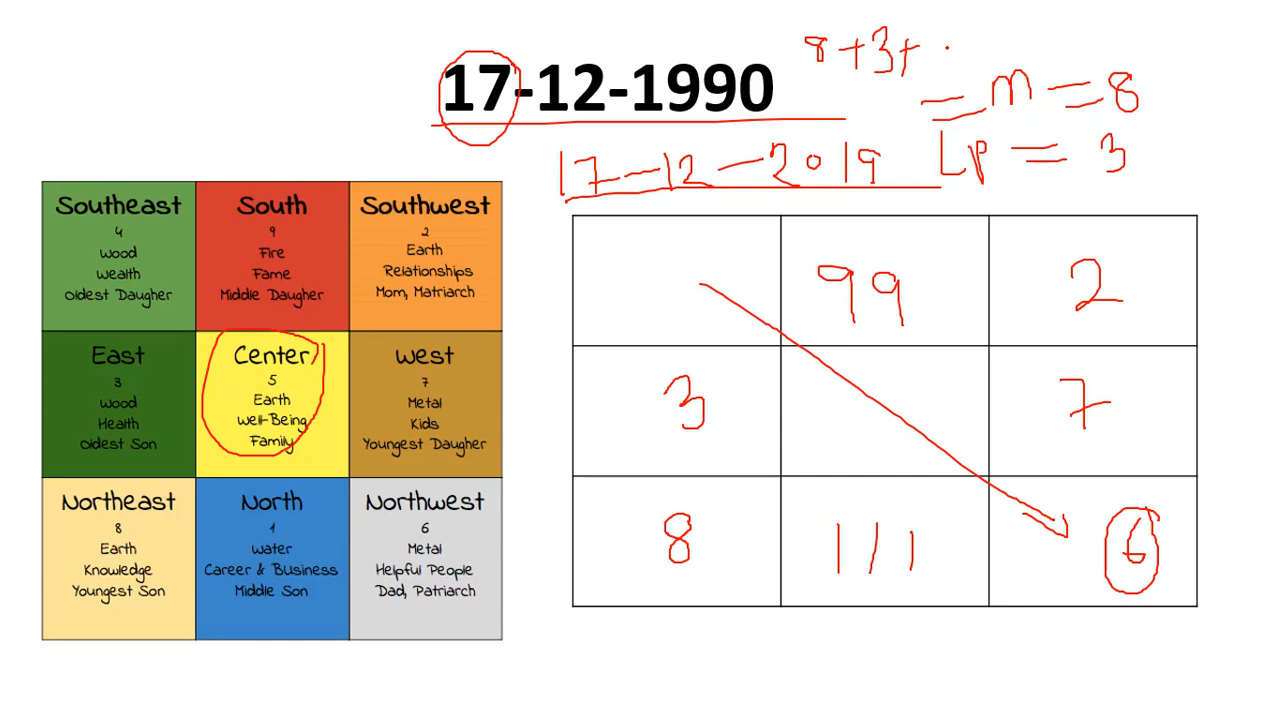 17-12-1990
8+3+
= m = 8
Lp = 3
17-12-2019
Southeast
4
Wood
Wealth
Oldest Daugher
South
9
Fire
Fame
Middle Daugher
Southwest
2
Earth
Relationships
Mom, Matriarch
East
3
Wood
Health
Oldest Son
Center
5
Earth
Well-Being
Family
West
7
Metal
Kids
Youngest Daugher
Northeast
8
Earth
Knowledge
Youngest Son
North
1
Water
Career & Business
Middle Son
Northwest
6
Metal
Helpful People
Dad, Patriarch
99 2
3 7
8 111 6